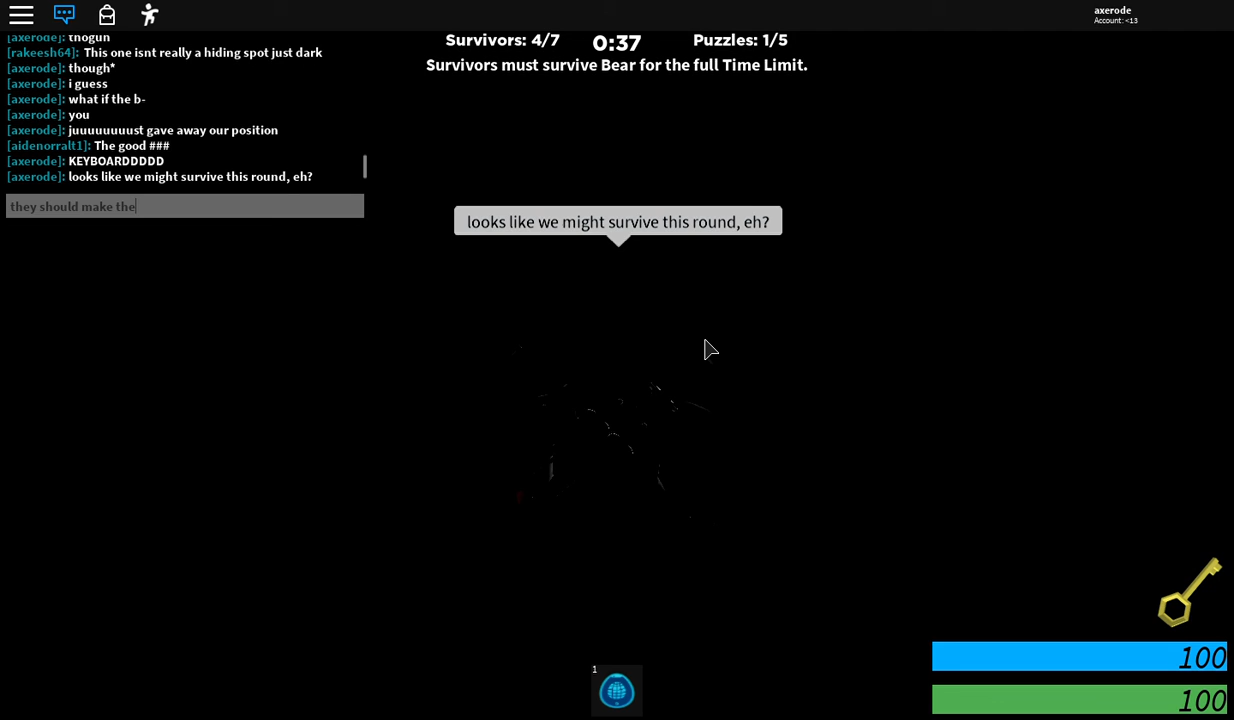 axerode
Account: <13
[axerode]: thogun
[rakeesh64]: This one isnt really a hiding spot just dark
[axerode]: though*
[axerode]: i guess
[axerode]: what if the b-
[axerode]: you
[axerode]: juuuuuuuust gave away our position
[aidenorralt1]: The good ###
[axerode]: KEYBOARDDDDD
[axerode]: looks like we might survive this round, eh?
they should make the
Survivors: 4/7
0:37
Puzzles: 1/5
Survivors must survive Bear for the full Time Limit.
looks like we might survive this round, eh?
1
100
100